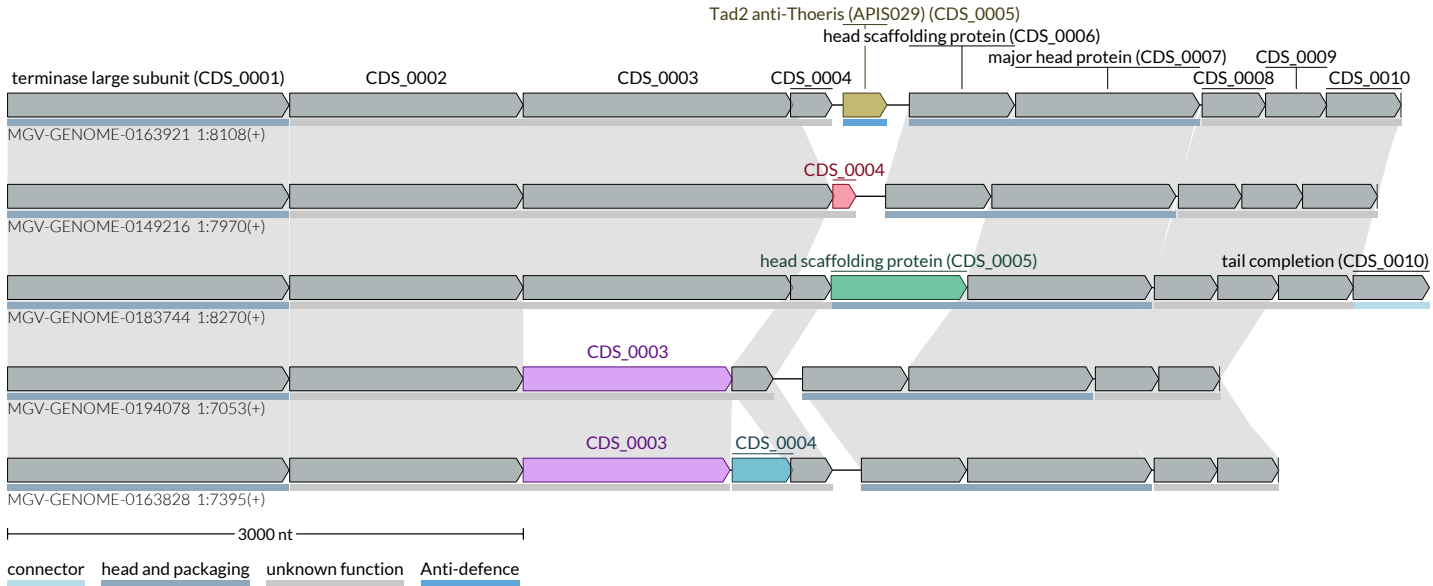 Tad2 anti-Thoeris (APIS029) (CDS_0005)
head scaffolding protein (CDS_0006)
major head protein (CDS_0007) CDS_0009
terminase large subunit (CDS_0001) CDS_0002 CDS_0003 CDS_0004 CDS_0008 CDS_0010
MGV-GENOME-0163921 1:8108(+)
CDS_0004
MGV-GENOME-0149216 1:7970(+)
head scaffolding protein (CDS_0005) tail completion (CDS_0010)
MGV-GENOME-0183744 1:8270(+)
CDS_0003
MGV-GENOME-0194078 1:7053(+)
CDS_0003 CDS_0004
MGV-GENOME-0163828 1:7395(+)
3000 nt
connector head and packaging unknown function Anti-defence